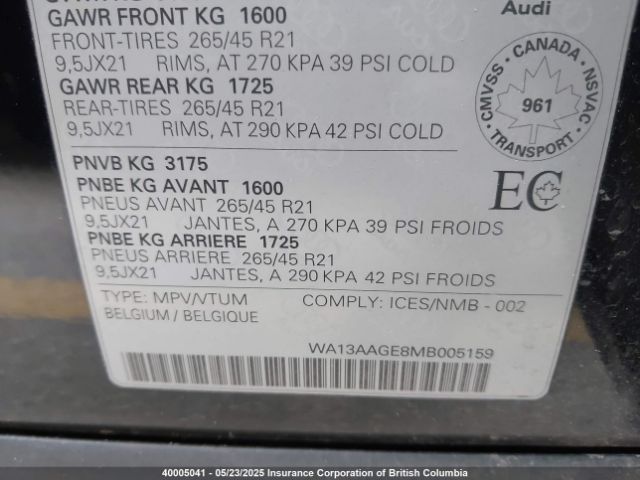 GAWR FRONT KG 1600
FRONT-TIRES 265/45 R21
9,5JX21 RIMS, AT 270 KPA 39 PSI COLD
GAWR REAR KG 1725
REAR-TIRES 265/45 R21
9,5JX21 RIMS, AT 290 KPA 42 PSI COLD
Audi
CMVSS - CANADA - NSVAC
961
TRANSPORT
PNVB KG 3175
PNBE KG AVANT 1600
PNEUS AVANT 265/45 R21
9,5JX21 JANTES, A 270 KPA 39 PSI FROIDS
PNBE KG ARRIERE 1725
PNEUS ARRIERE 265/45 R21
9,5JX21 JANTES, A 290 KPA 42 PSI FROIDS
EC
TYPE: MPV/VTUM COMPLY: ICES/NMB - 002
BELGIUM / BELGIQUE
WA13AAGE8MB005159
40005041 - 05/23/2025 Insurance Corporation of British Columbia